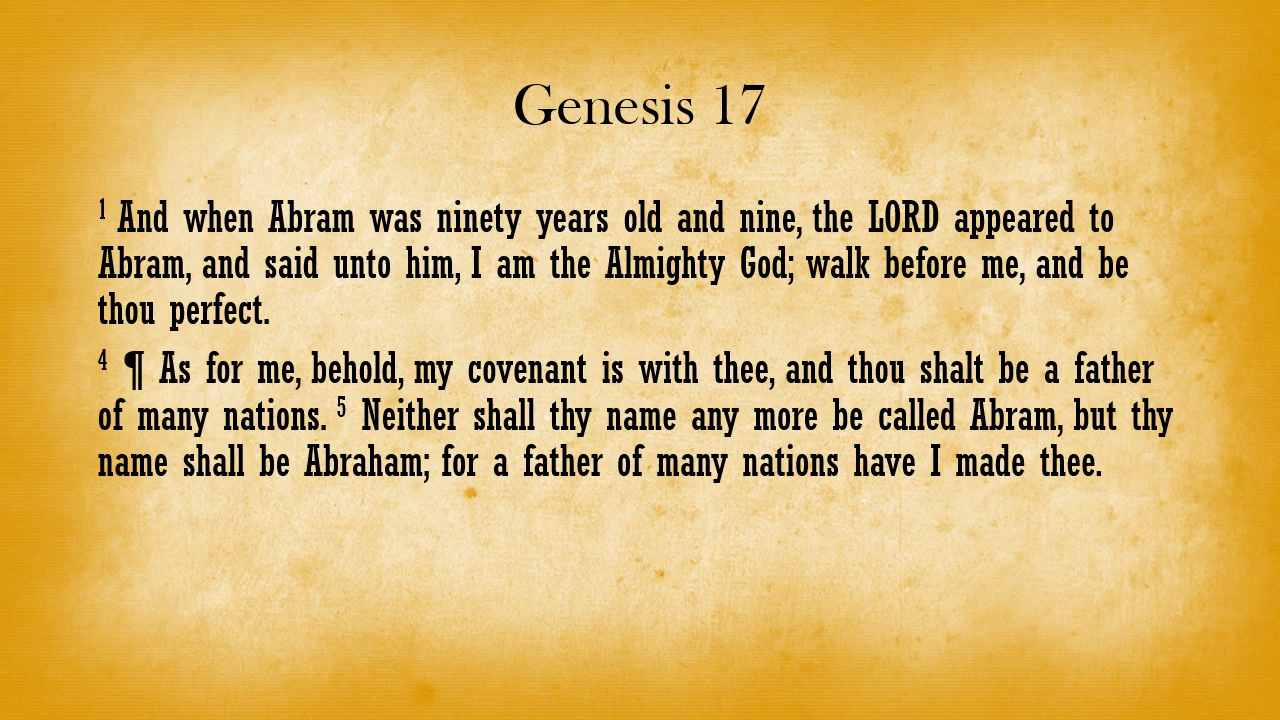 Genesis 17
¹ And when Abram was ninety years old and nine, the LORD appeared to
Abram, and said unto him, I am the Almighty God; walk before me, and be
thou perfect.
⁴ ¶ As for me, behold, my covenant is with thee, and thou shalt be a father
of many nations. ⁵ Neither shall thy name any more be called Abram, but thy
name shall be Abraham; for a father of many nations have I made thee.